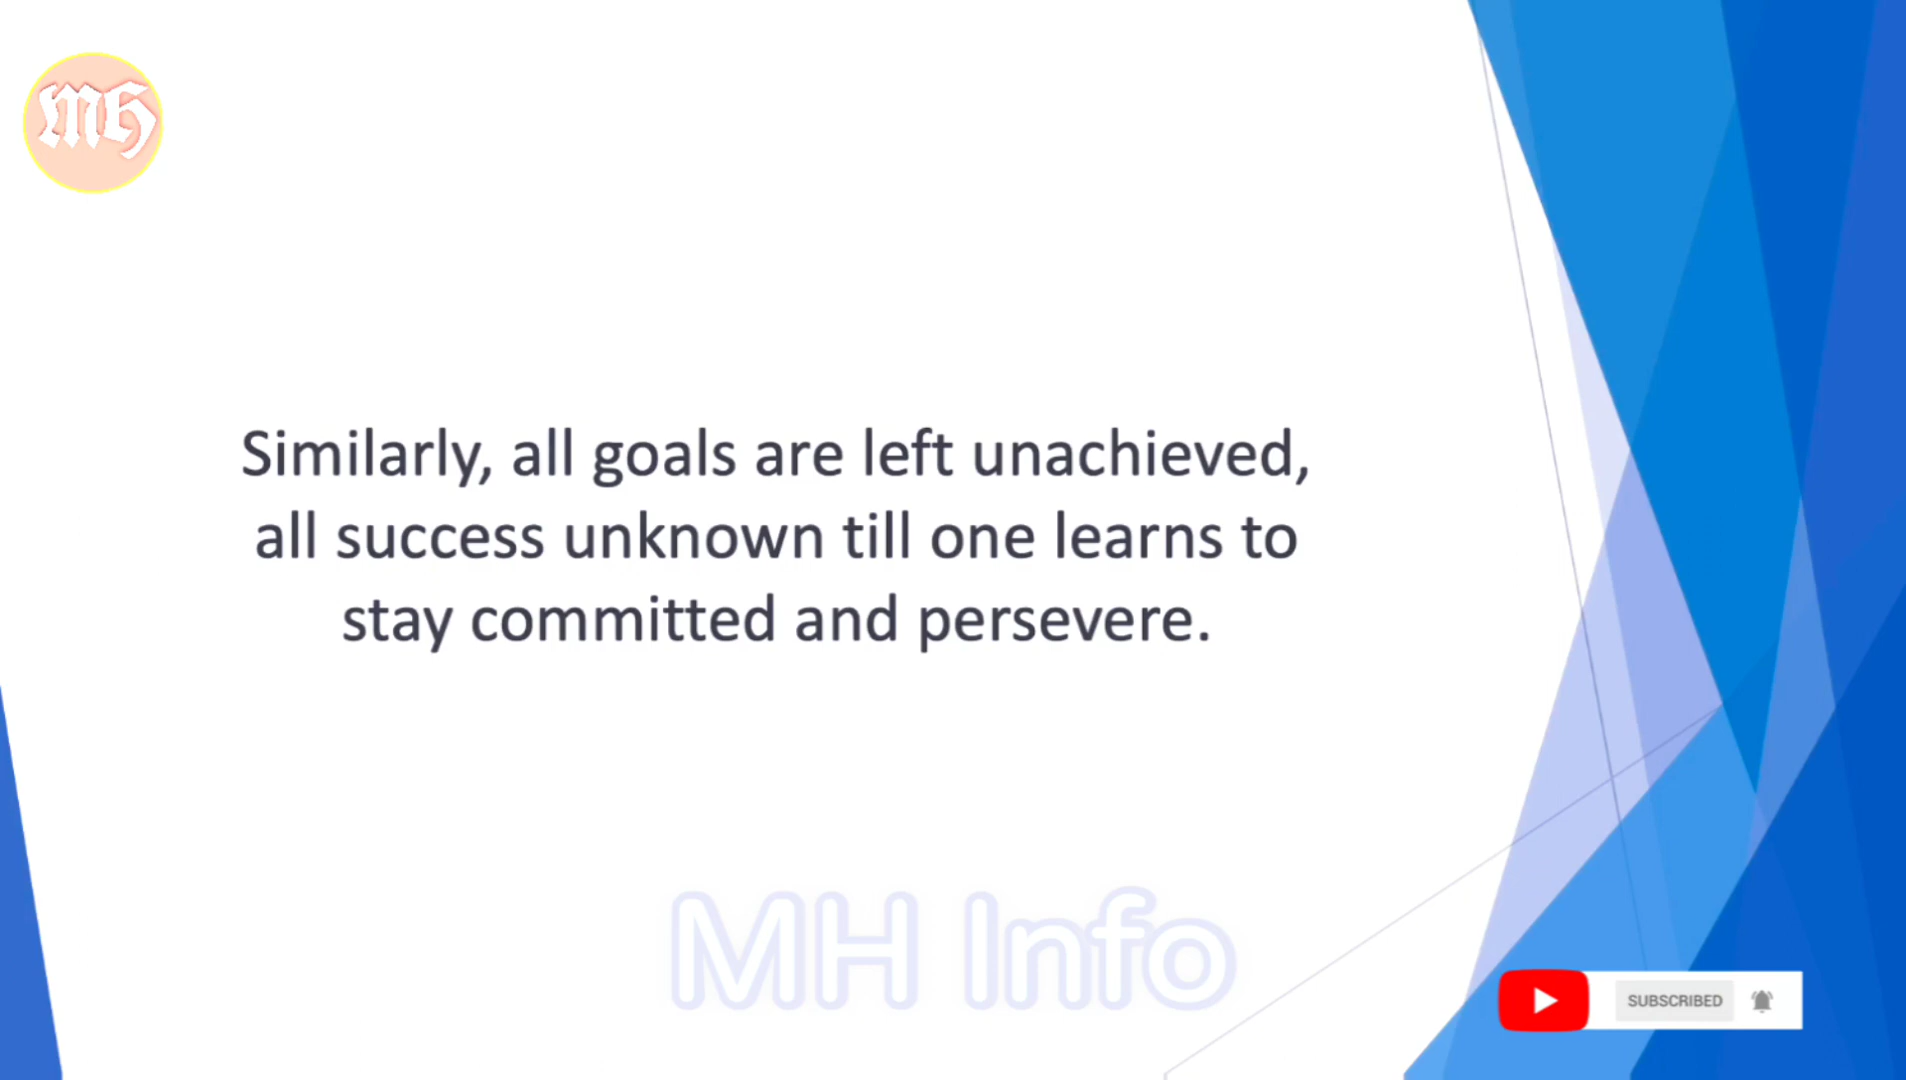 MH
Similarly, all goals are left unachieved,
all success unknown till one learns to
stay committed and persevere.
MH Info
SUBSCRIBED